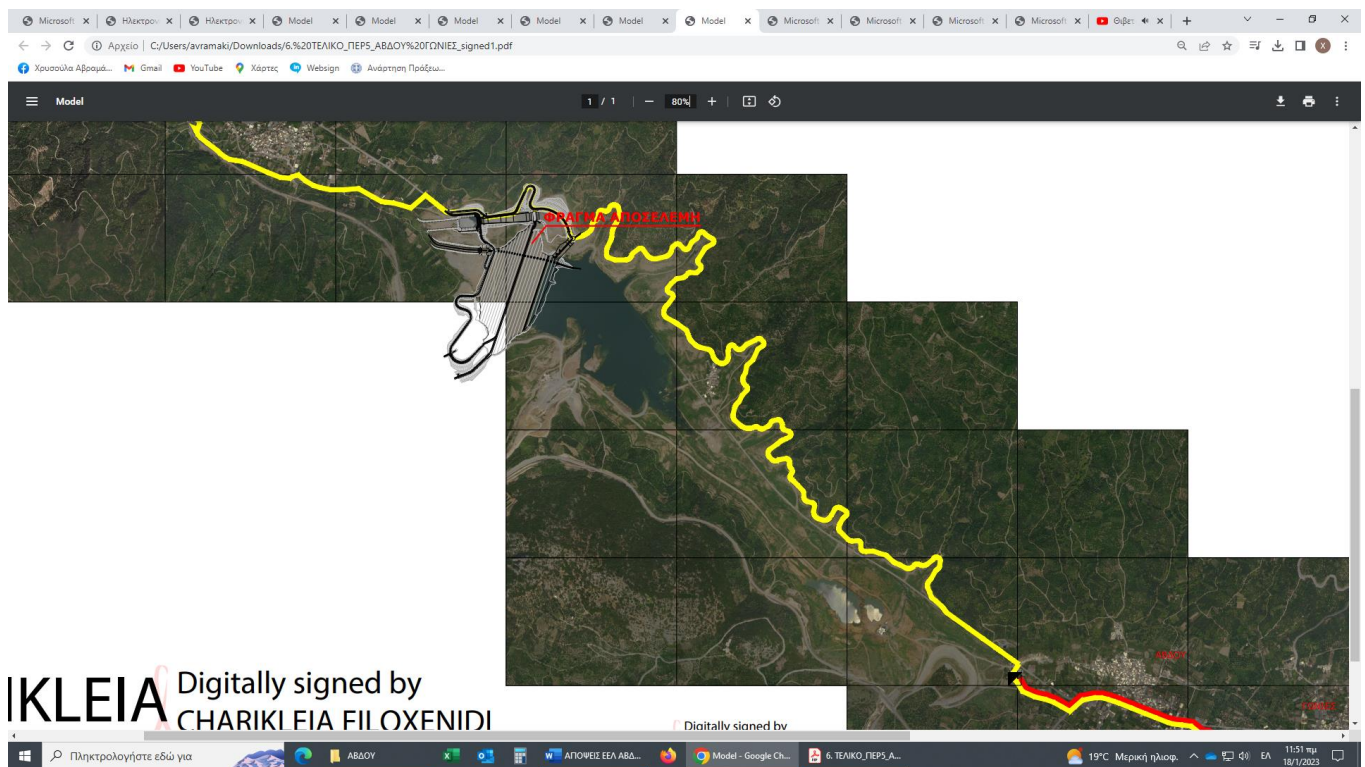 Microsoft
Ηλεκτρον
Ηλεκτρον
Model
Model
Model
Model
Model
Model
Microsoft
Microsoft
Microsoft
Microsoft
Θιβετ
Αρχείο | C:/Users/avramaki/Downloads/6.%20ΤΕΛΙΚΟ_ΠΕΡ5_ΑΒΔΟΥ%20ΓΩΝΙΕΣ_signed1.pdf
Χρυσούλα Αβραμά...
Gmail
YouTube
Χάρτες
Websign
Ανάρτηση Πράξεω...
Model
1 / 1
80%
ΦΡΑΓΜΑ ΑΠΟΣΕΛΕΜΗ
IKLEIA
Digitally signed by
CHARIKLEIA FILOXENIDI
Digitally signed by
Πληκτρολογήστε εδώ για
ΑΒΔΟΥ
ΑΠΟΨΕΙΣ ΕΕΛ ΑΒΔ...
Model - Google Ch...
6. ΤΕΛΙΚΟ_ΠΕΡ5_Α...
19°C Μερική ηλιοφ.
ΕΛ
11:51 πμ
18/1/2023